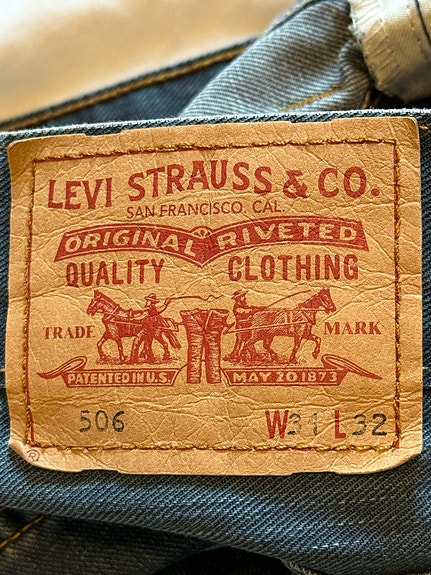 LEVI STRAUSS & CO.
SAN FRANCISCO, CAL.
ORIGINAL RIVETED
QUALITY CLOTHING
TRADE MARK
PATENTED IN U.S. MAY 20 1873
506 W31 L32
®